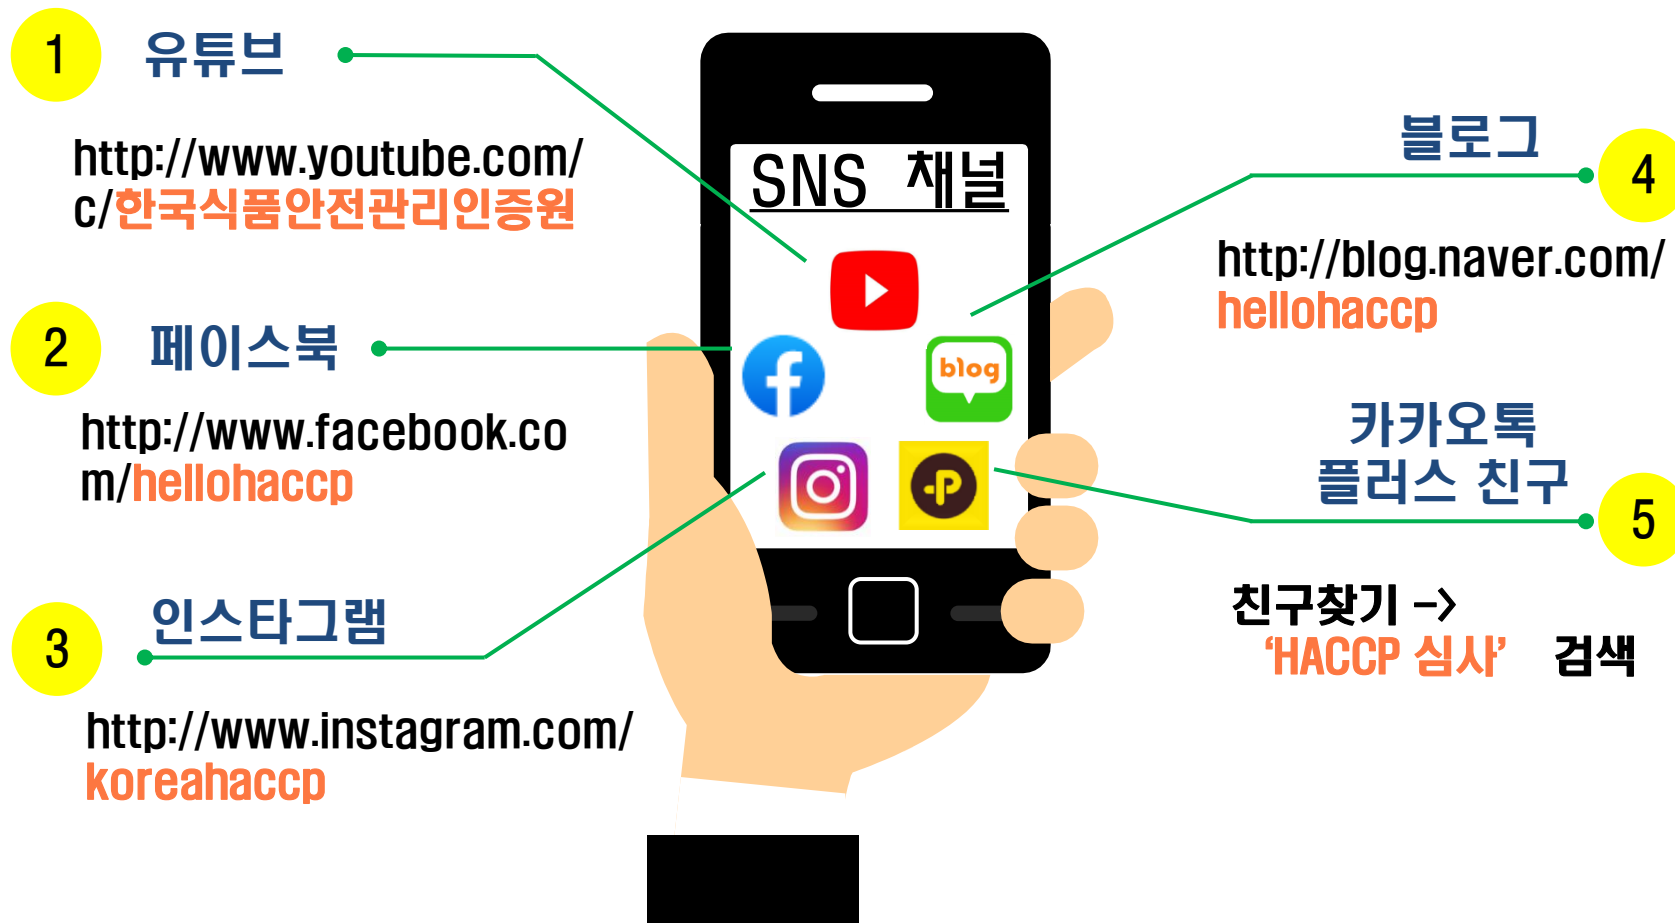 1 유튜브
http://www.youtube.com/
c/한국식품안전관리인증원
2 페이스북
http://www.facebook.co
m/hellohaccp
3 인스타그램
http://www.instagram.com/
koreahaccp
SNS 채널
blog
블로그 4
http://blog.naver.com/
hellohaccp
카카오톡
플러스 친구 5
친구찾기 →
‘HACCP 심사’ 검색